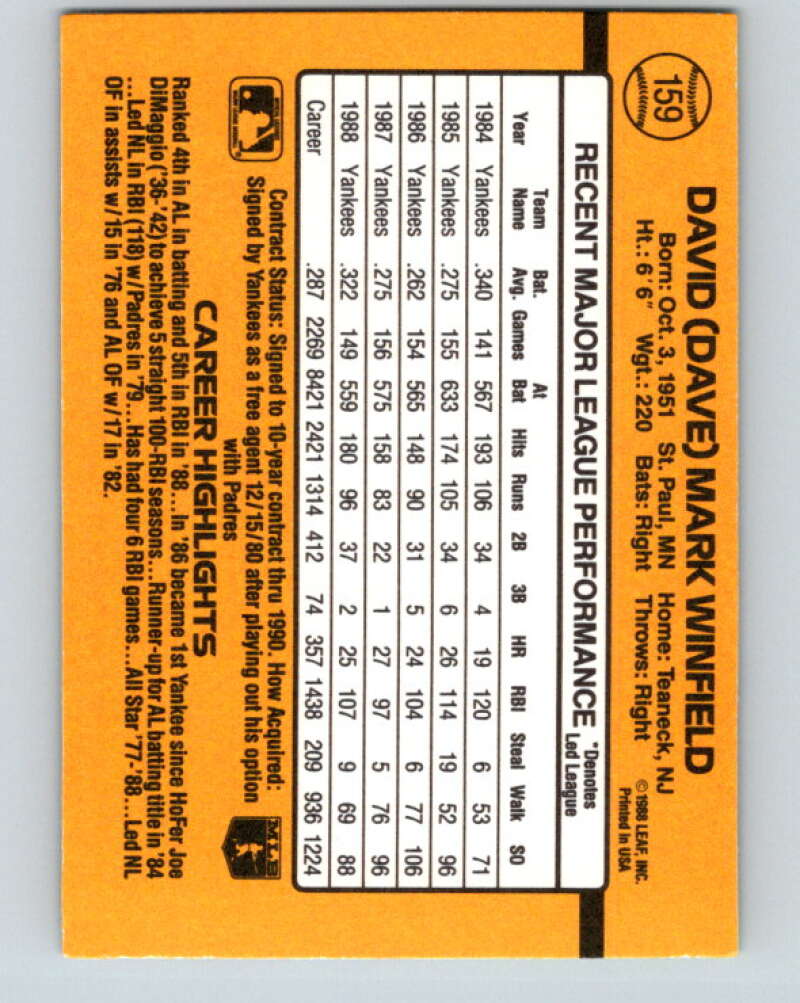 159
DAVID (DAVE) MARK WINFIELD
Born: Oct. 3, 1951 St. Paul, MN Home: Teaneck, NJ
Ht.: 6'6" Wgt.: 220 Bats: Right Throws: Right
© 1988 LEAF, INC.
Printed in USA
RECENT MAJOR LEAGUE PERFORMANCE *Denotes Led League
Year Team Name Bat. Avg. Games At Bat Hits Runs 2B 3B HR RBI Steal Walk SO
1984 Yankees .340 141 567 193 106 34 4 19 120 6 53 71
1985 Yankees .275 155 633 174 105 34 6 26 114 19 52 96
1986 Yankees .262 154 565 148 90 31 5 24 104 6 77 106
1987 Yankees .275 156 575 158 83 22 1 27 97 5 76 96
1988 Yankees .322 149 559 180 96 37 2 25 107 9 69 88
Career .287 2269 8421 2421 1314 412 74 357 1438 209 936 1224
Contract Status: Signed to 10-year contract thru 1990. How Acquired:
Signed by Yankees as a free agent 12/15/80 after playing out his option
with Padres
MLB
CAREER HIGHLIGHTS
Ranked 4th in AL in batting and 5th in RBI in '88...In '86 became 1st Yankee since HoFer Joe
DiMaggio ('36-'42) to achieve 5 straight 100-RBI seasons...Runner-up for AL batting title in '84
...Led NL in RBI (118) w/Padres in '79...Has had four 6 RBI games...All Star '77-'88...Led NL
OF in assists w/15 in '76 and AL OF w/17 in '82.